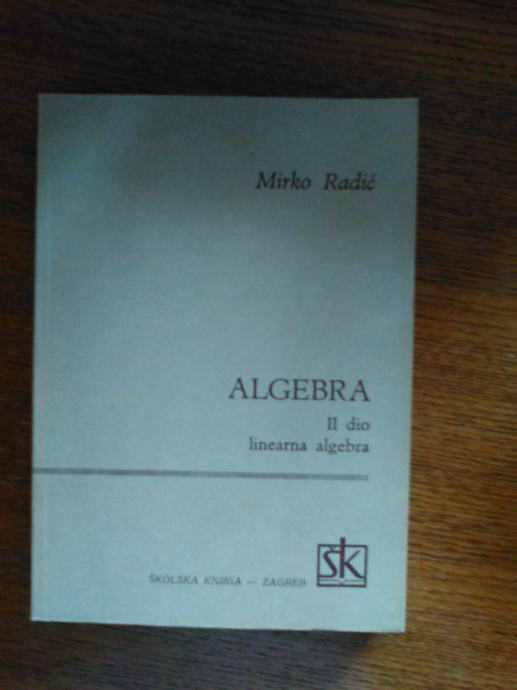 Mirko Radić
ALGEBRA
II dio
linearna algebra
ŠKOLSKA KNJIGA — ZAGREB
šk